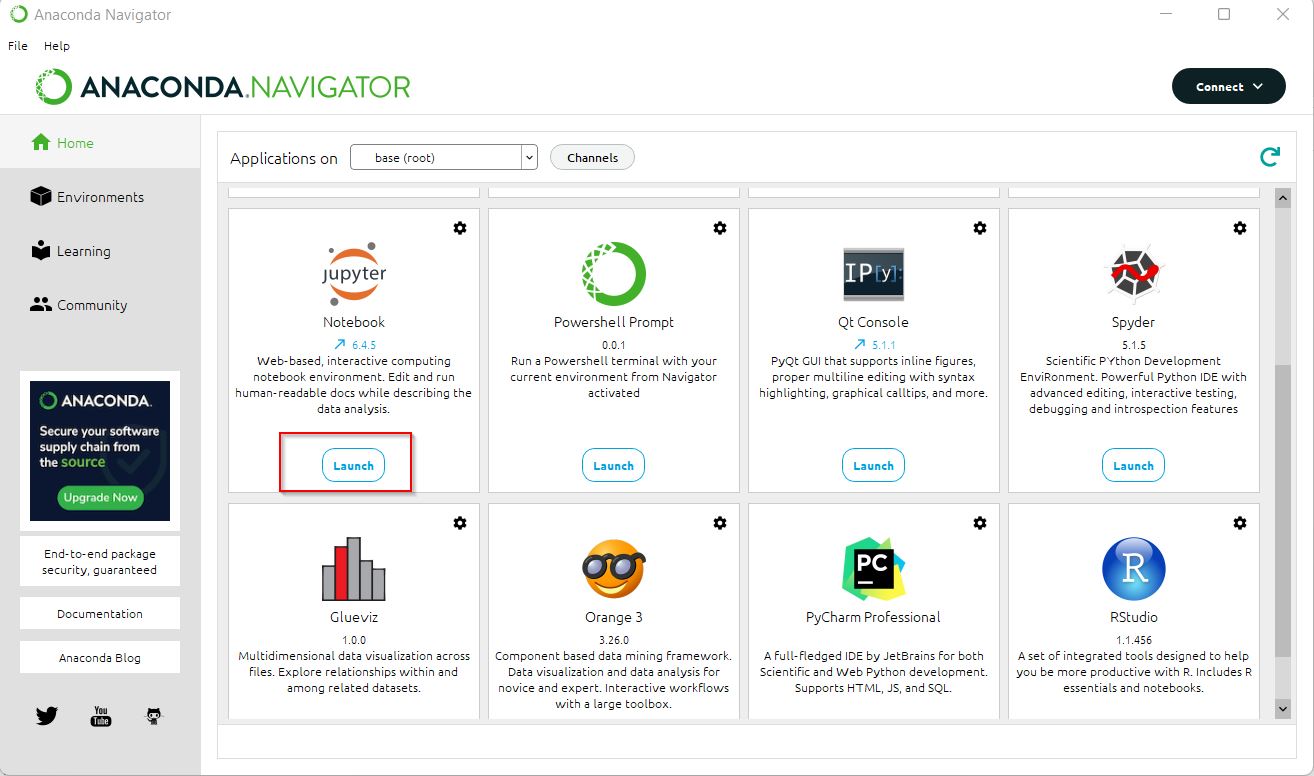 Anaconda Navigator
File Help
ANACONDA.NAVIGATOR
Connect
Home
Environments
Learning
Community
ANACONDA.
Secure your software
supply chain from
the source
Upgrade Now
End-to-end package
security, guaranteed
Documentation
Anaconda Blog
You
Tube
Applications on
base (root)
Channels
jupyter
Notebook
6.4.5
Web-based, interactive computing
notebook environment. Edit and run
human-readable docs while describing the
data analysis.
Launch
Powershell Prompt
0.0.1
Run a Powershell terminal with your
current environment from Navigator
activated
Launch
IP[y]:
Qt Console
5.1.1
PyQt GUI that supports inline figures,
proper multiline editing with syntax
highlighting, graphical calltips, and more.
Launch
Spyder
5.1.5
Scientific PYthon Development
EnviRonment. Powerful Python IDE with
advanced editing, interactive testing,
debugging and introspection features
Launch
Glueviz
1.0.0
Multidimensional data visualization across
files. Explore relationships within and
among related datasets.
Orange 3
3.26.0
Component based data mining framework.
Data visualization and data analysis for
novice and expert. Interactive workflows
with a large toolbox.
PC
PyCharm Professional
A full-fledged IDE by JetBrains for both
Scientific and Web Python development.
Supports HTML, JS, and SQL.
R
RStudio
1.1.456
A set of integrated tools designed to help
you be more productive with R. Includes R
essentials and notebooks.